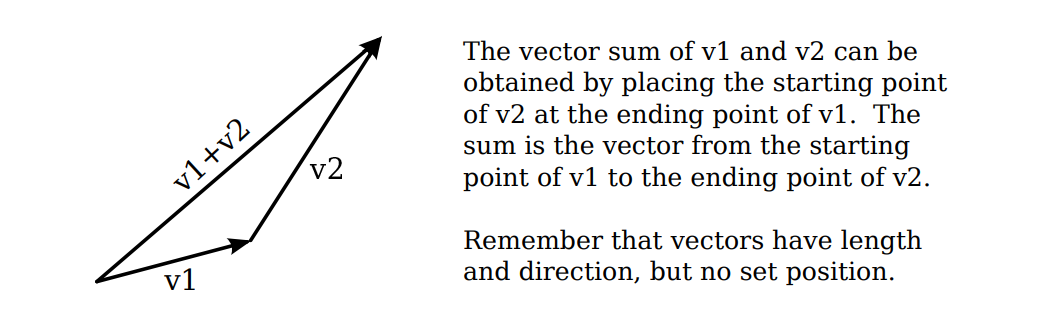 v1+v2
v2
v1
The vector sum of v1 and v2 can be
obtained by placing the starting point
of v2 at the ending point of v1.  The
sum is the vector from the starting
point of v1 to the ending point of v2.
Remember that vectors have length
and direction, but no set position.